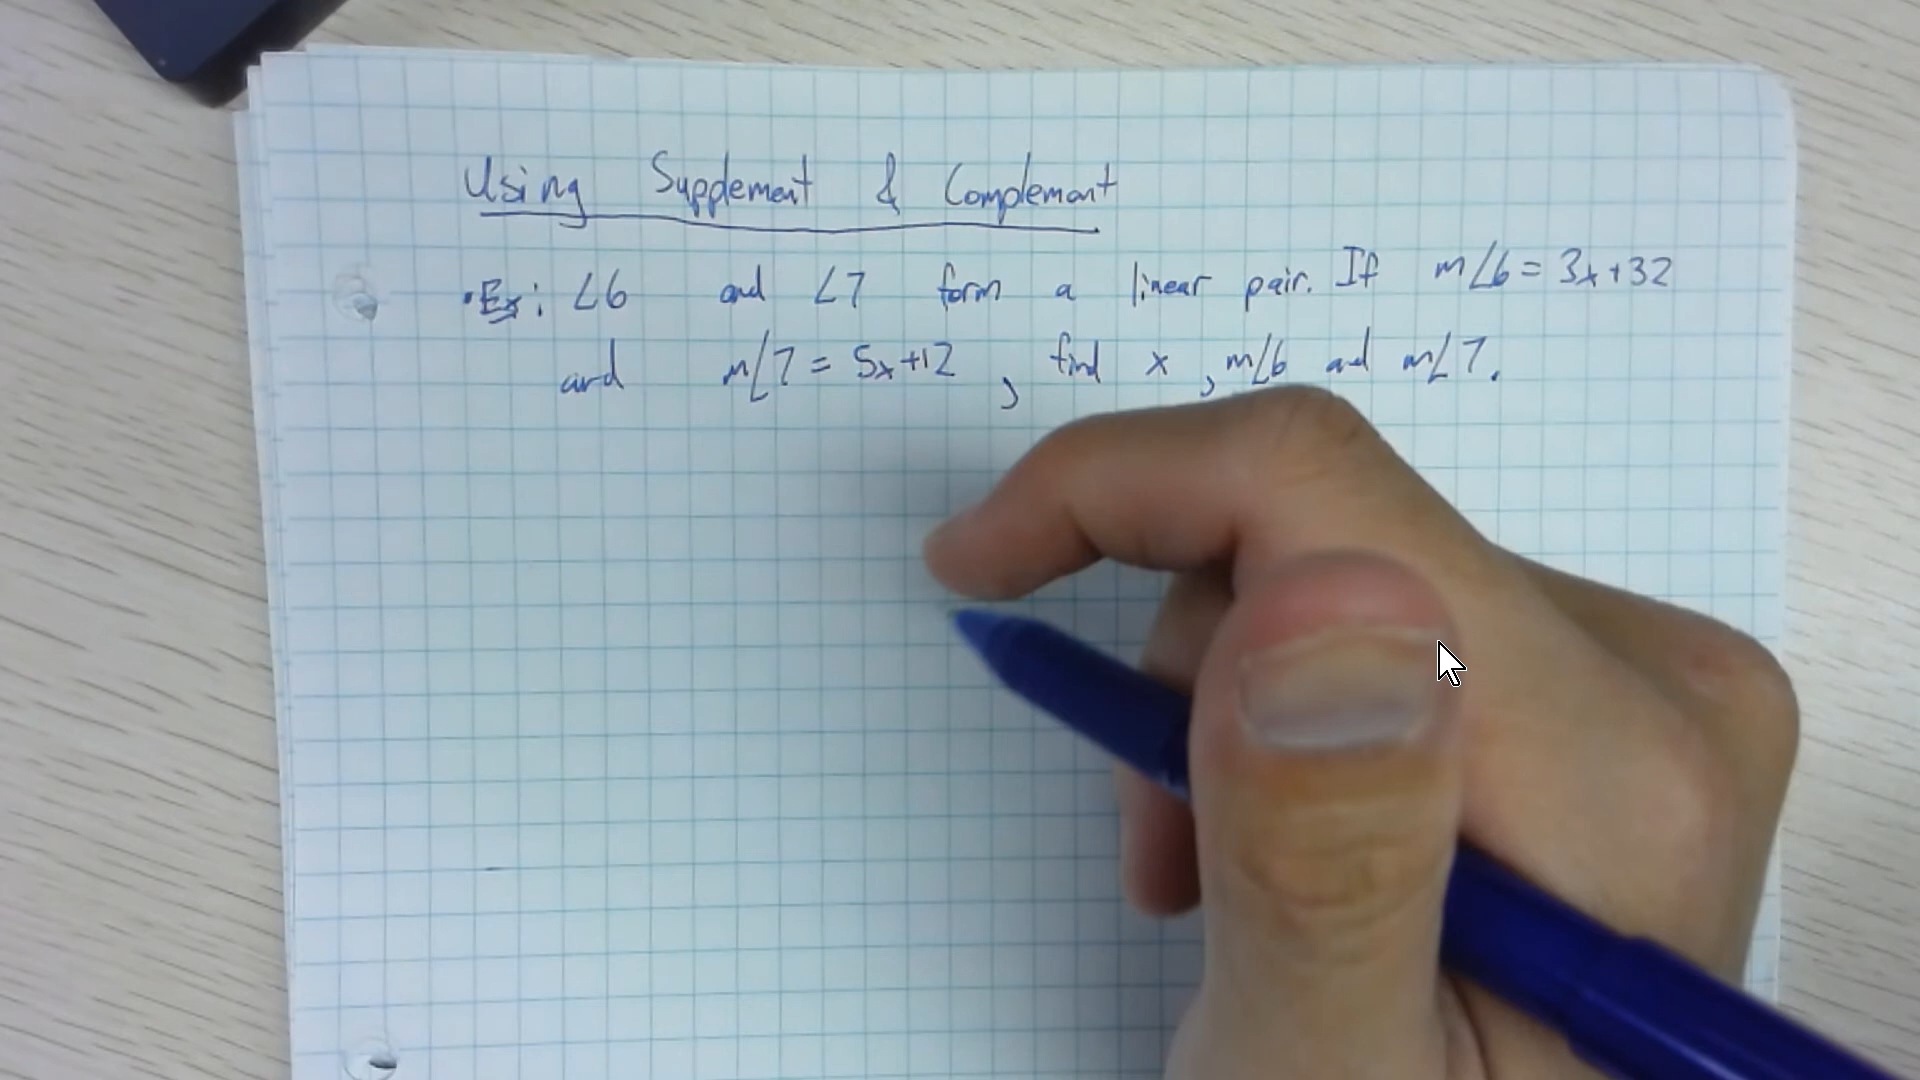 Using Supplement & Complement
• Ex: ∠6 and ∠7 form a linear pair. If m∠6 = 3x+32
and m∠7 = 5x+12 , find x , m∠6 and m∠7.